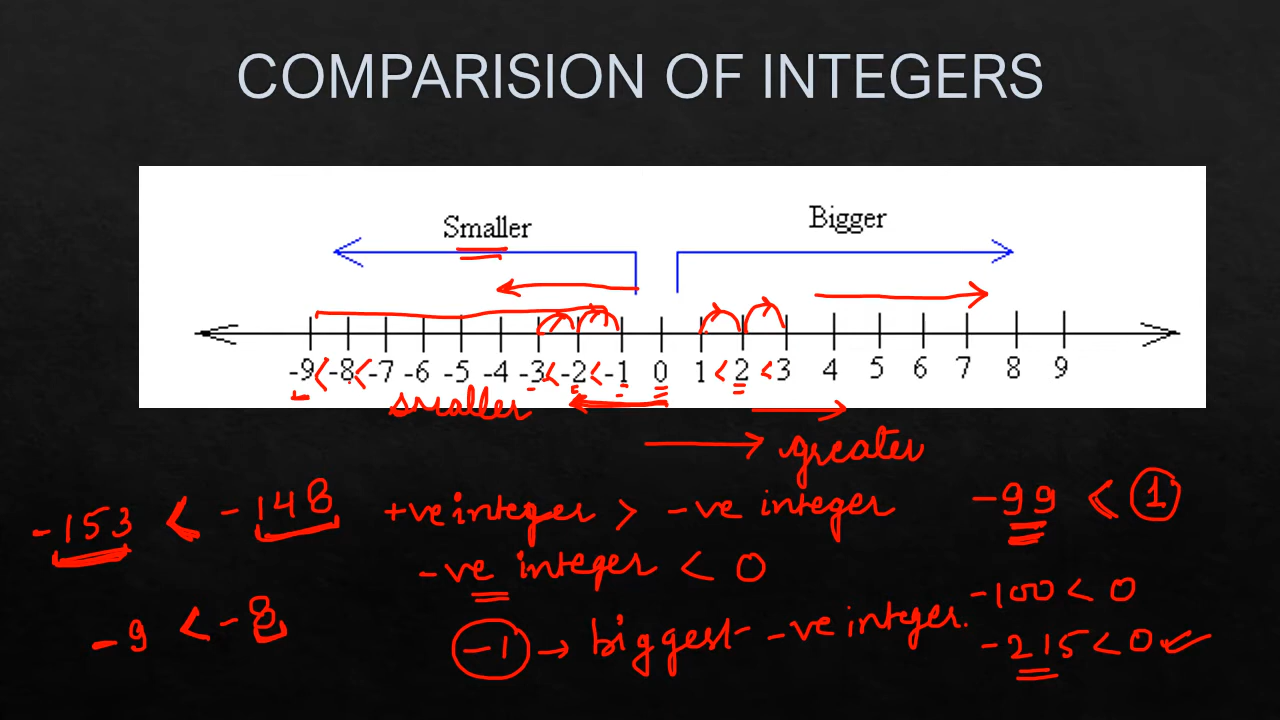 COMPARISION OF INTEGERS
Smaller
Bigger
-9 < -8 < -7 -6 -5 -4 -3 < -2 < -1 0 1 < 2 < 3 4 5 6 7 8 9
smaller
greater
-153 < -148
+ve integer > -ve integer
-99 < 1
-ve integer < 0
-100 < 0
-9 < -8
-1 → biggest -ve integer.
-215 < 0 ✓